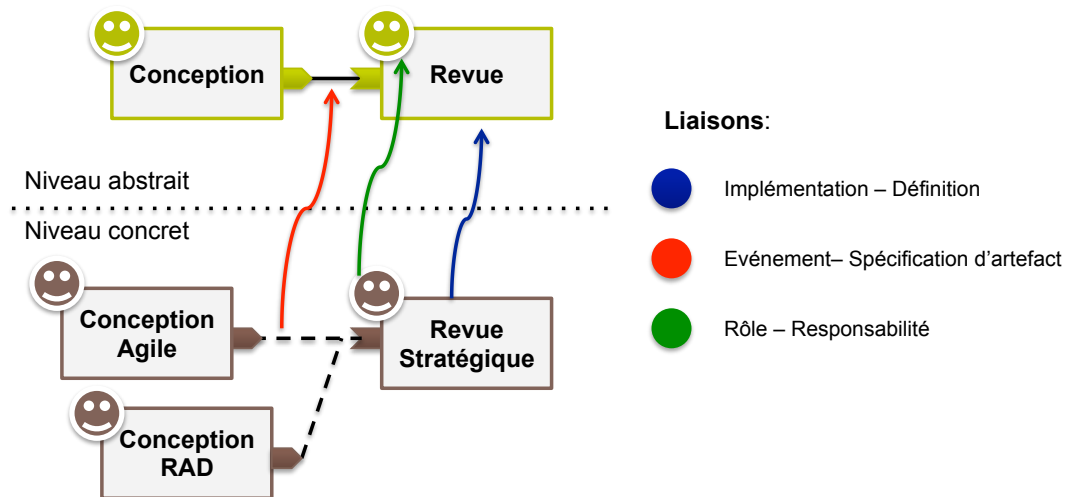 Conception
Revue
Liaisons:
Niveau abstrait
Implémentation – Définition
Niveau concret
Evénement– Spécification d’artefact
Conception
Agile
Revue
Stratégique
Rôle – Responsabilité
Conception
RAD